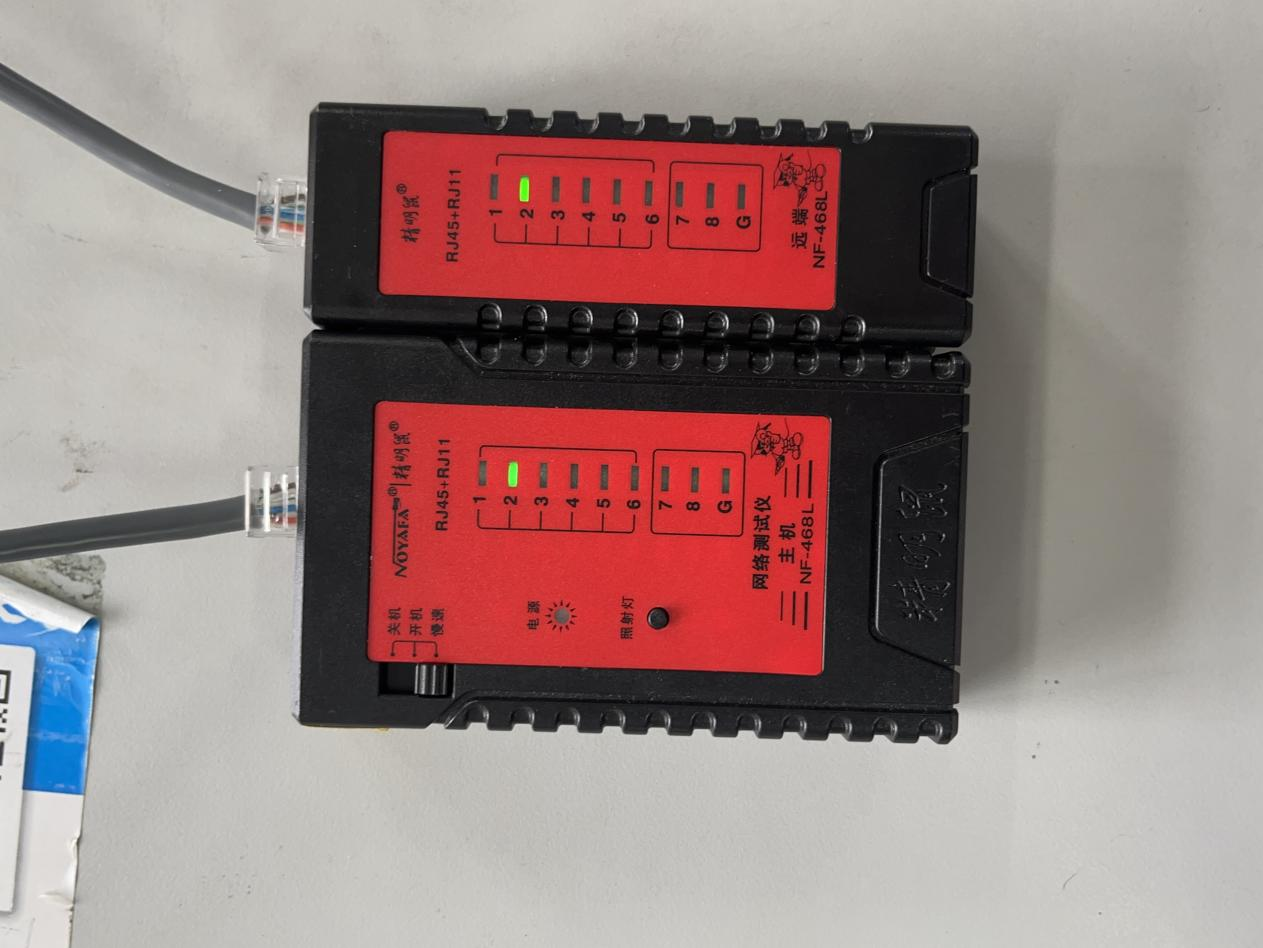 精明鼠®
RJ45+RJ11
1 2 3 4 5 6 7 8 G
远端
NF-468L
NOYAFA®|精明鼠®
RJ45+RJ11
1 2 3 4 5 6 7 8 G
关机
开机
慢速
电源
照射灯
网络测试仪
主机
NF-468L
精明鼠